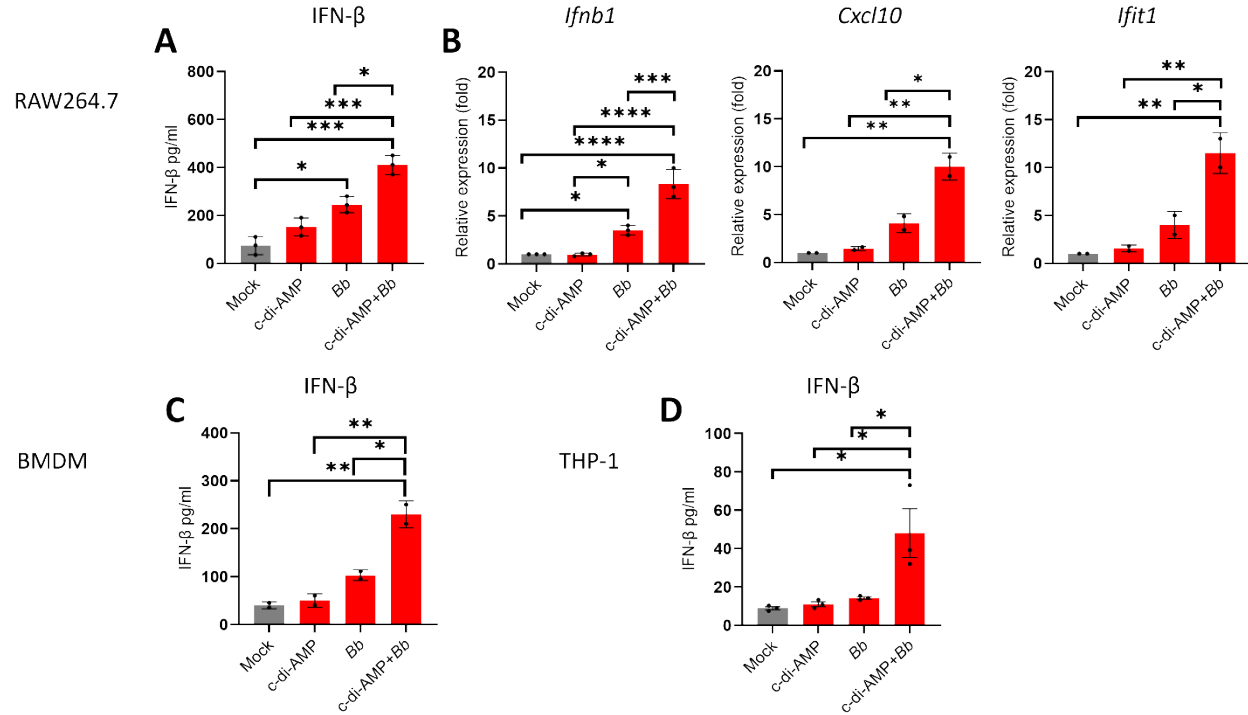 IFN-β
Ifnb1
Cxcl10
Ifit1
A
B
RAW264.7
IFN-β pg/ml
800
600
400
200
0
*
***
***
*
Mock
c-di-AMP
Bb
c-di-AMP+Bb
Relative expression (fold)
20
15
10
5
0
***
****
****
*
*
Mock
c-di-AMP
Bb
c-di-AMP+Bb
Relative expression (fold)
20
15
10
5
0
*
**
**
Mock
c-di-AMP
Bb
c-di-AMP+Bb
Relative expression (fold)
20
15
10
5
0
**
*
**
Mock
c-di-AMP
Bb
c-di-AMP+Bb
IFN-β
IFN-β
C
D
BMDM
IFN-β pg/ml
400
300
200
100
0
**
*
**
Mock
c-di-AMP
Bb
c-di-AMP+Bb
THP-1
IFN-β pg/ml
100
80
60
40
20
0
*
*
*
Mock
c-di-AMP
Bb
c-di-AMP+Bb